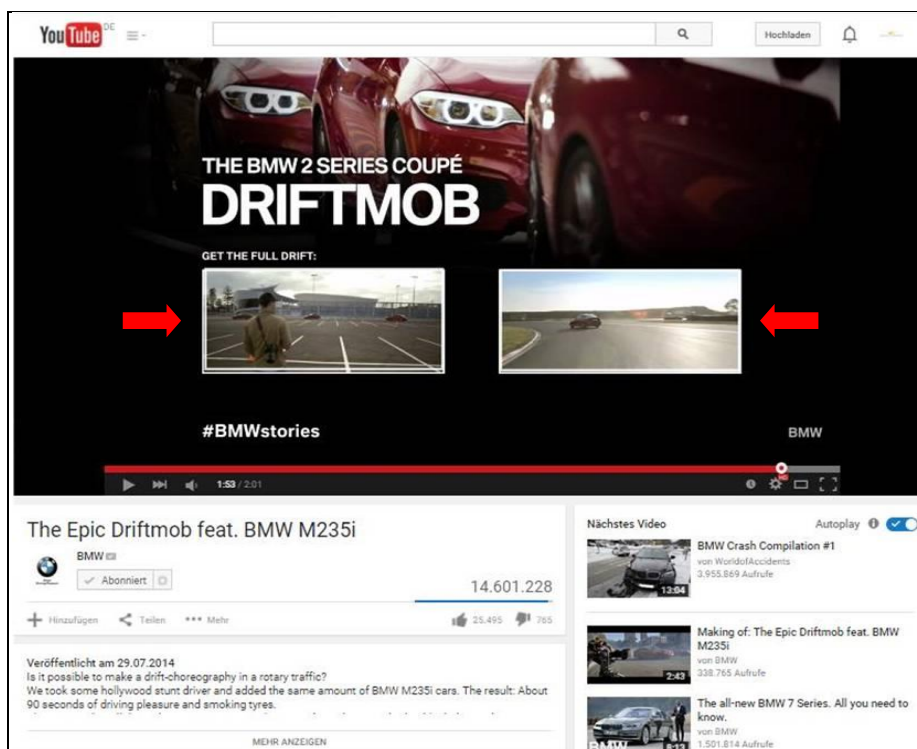 YouTube DE
Hochladen
THE BMW 2 SERIES COUPÉ
DRIFTMOB
GET THE FULL DRIFT:
#BMWstories
BMW
1:53 / 2:01
HD
The Epic Driftmob feat. BMW M235i
BMW
Abonniert
14.601.228
Hinzufügen Teilen Mehr
25.495 765
Veröffentlicht am 29.07.2014
Is it possible to make a drift-choreography in a rotary traffic?
We took some hollywood stunt driver and added the same amount of BMW M235i cars. The result: About
90 seconds of driving pleasure and smoking tyres.
MEHR ANZEIGEN
Nächstes Video Autoplay
BMW Crash Compilation #1
von WorldofAccidents
3.955.869 Aufrufe
13:04
Making of: The Epic Driftmob feat. BMW
M235i
von BMW
338.765 Aufrufe
2:43
The all-new BMW 7 Series. All you need to
know.
von BMW
1.501.814 Aufrufe
BMW 8:13